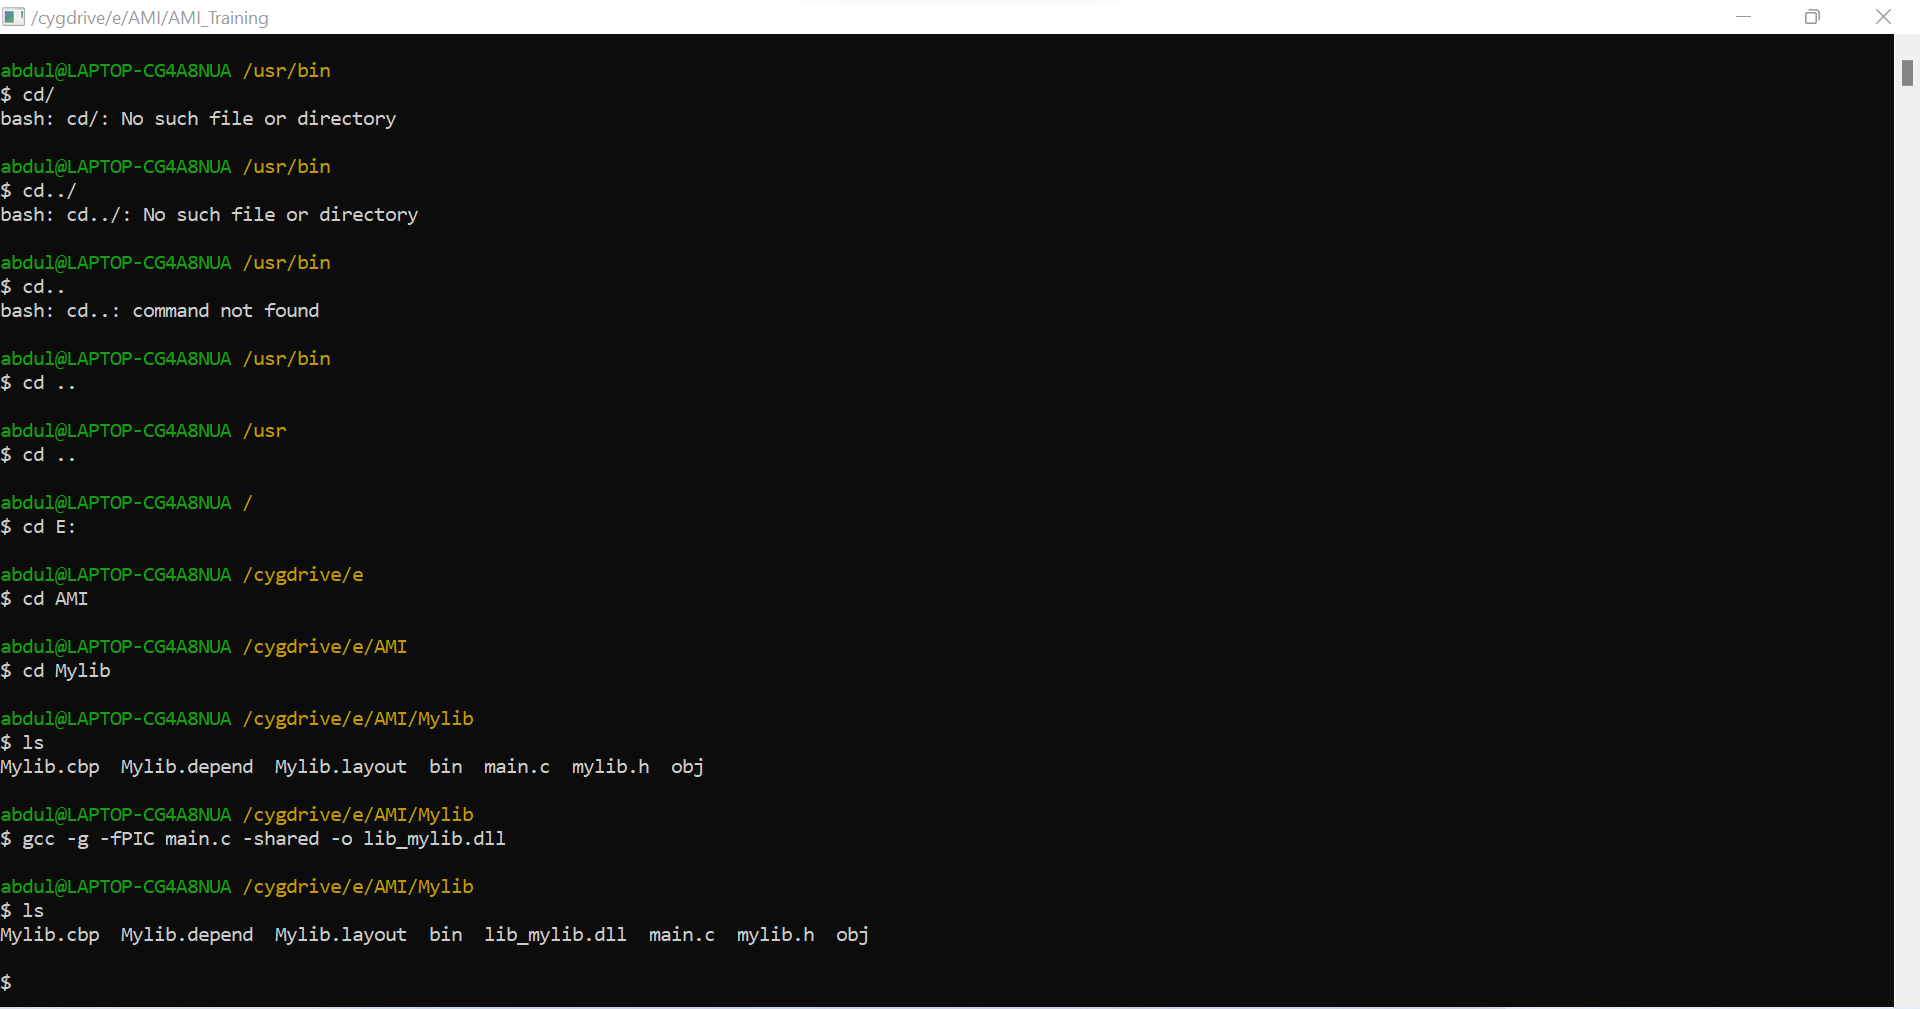 /cygdrive/e/AMI/AMI_Training
abdul@LAPTOP-CG4A8NUA /usr/bin
$ cd/
bash: cd/: No such file or directory
abdul@LAPTOP-CG4A8NUA /usr/bin
$ cd../
bash: cd../: No such file or directory
abdul@LAPTOP-CG4A8NUA /usr/bin
$ cd..
bash: cd..: command not found
abdul@LAPTOP-CG4A8NUA /usr/bin
$ cd ..
abdul@LAPTOP-CG4A8NUA /usr
$ cd ..
abdul@LAPTOP-CG4A8NUA /
$ cd E:
abdul@LAPTOP-CG4A8NUA /cygdrive/e
$ cd AMI
abdul@LAPTOP-CG4A8NUA /cygdrive/e/AMI
$ cd Mylib
abdul@LAPTOP-CG4A8NUA /cygdrive/e/AMI/Mylib
$ ls
Mylib.cbp  Mylib.depend  Mylib.layout  bin  main.c  mylib.h  obj
abdul@LAPTOP-CG4A8NUA /cygdrive/e/AMI/Mylib
$ gcc -g -fPIC main.c -shared -o lib_mylib.dll
abdul@LAPTOP-CG4A8NUA /cygdrive/e/AMI/Mylib
$ ls
Mylib.cbp  Mylib.depend  Mylib.layout  bin  lib_mylib.dll  main.c  mylib.h  obj
$